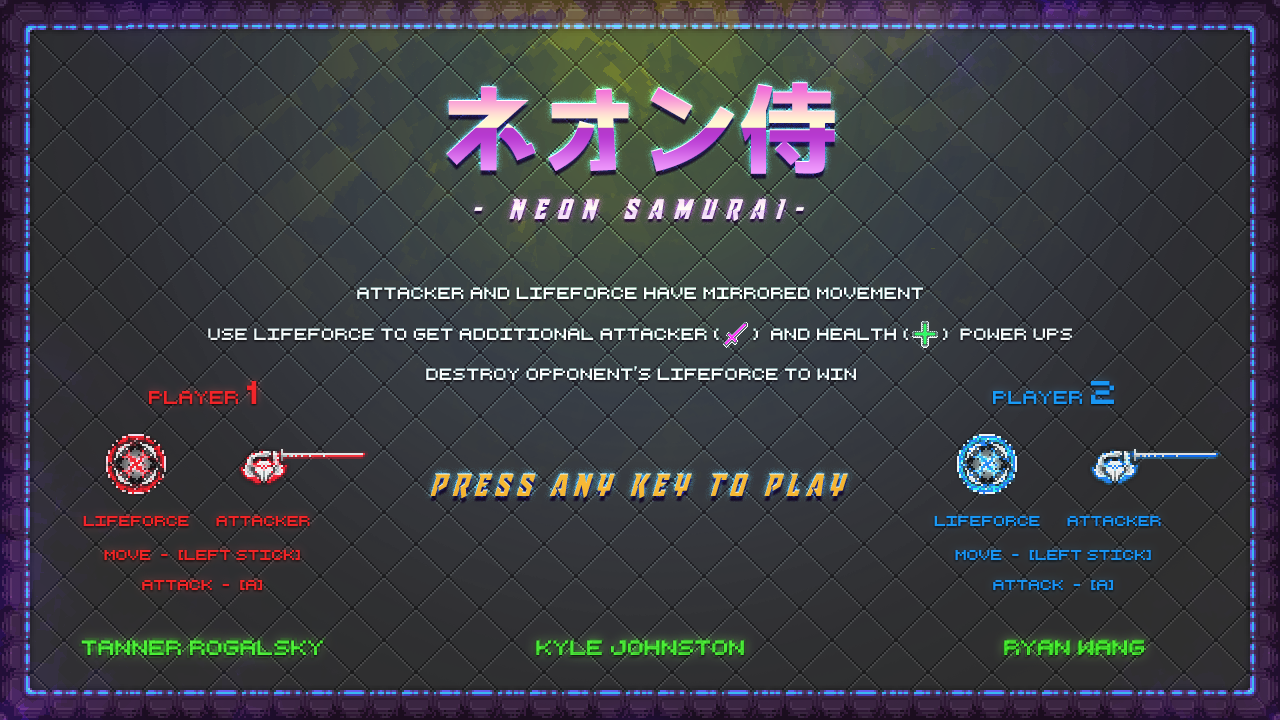 ネオン侍
- NEON SAMURAI-
ATTACKER AND LIFEFORCE HAVE MIRRORED MOVEMENT
USE LIFEFORCE TO GET ADDITIONAL ATTACKER ( ) AND HEALTH ( ) POWER UPS
DESTROY OPPONENT'S LIFEFORCE TO WIN
PLAYER 1
LIFEFORCE ATTACKER
MOVE - [LEFT STICK]
ATTACK - [A]
PLAYER 2
LIFEFORCE ATTACKER
MOVE - [LEFT STICK]
ATTACK - [A]
PRESS ANY KEY TO PLAY
TANNER ROGALSKY
KYLE JOHNSTON
RYAN WANG